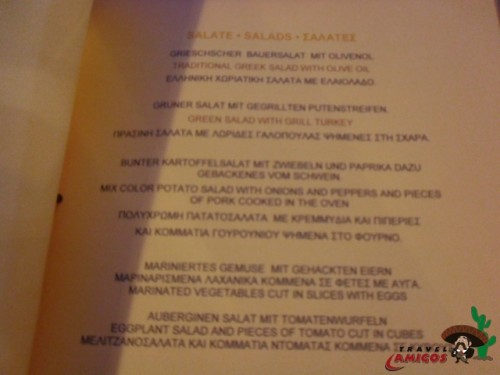 SALATE · SALADS · ΣΑΛΑΤΕΣ
GRIESCHSCHER BAUERSALAT MIT OLIVENOL
TRADITIONAL GREEK SALAD WITH OLIVE OIL
ΕΛΛΗΝΙΚΗ ΧΩΡΙΑΤΙΚΗ ΣΑΛΑΤΑ ΜΕ ΕΛΑΙΟΛΑΔΟ.
GRUNER SALAT MIT GEGRILLTEN PUTENSTREIFEN.
GREEN SALAD WITH GRILL TURKEY
ΠΡΑΣΙΝΗ ΣΑΛΑΤΑ ΜΕ ΛΩΡΙΔΕΣ ΓΑΛΟΠΟΥΛΑΣ ΨΗΜΕΝΕΣ ΣΤΗ ΣΧΑΡΑ.
BUNTER KARTOFFELSALAT MIT ZWIEBELN UND PAPRIKA DAZU
GEBACKENES VOM SCHWEIN.
MIX COLOR POTATO SALAD WITH ONIONS AND PEPPERS AND PIECES
OF PORK COOKED IN THE OVEN
ΠΟΛΥΧΡΩΜΗ ΠΑΤΑΤΟΣΑΛΑΤΑ ΜΕ ΚΡΕΜΜΥΔΙΑ ΚΑΙ ΠΙΠΕΡΙΕΣ
ΚΑΙ ΚΟΜΜΑΤΙΑ ΓΟΥΡΟΥΝΙΟΥ ΨΗΜΕΝΑ ΣΤΟ ΦΟΥΡΝΟ.
MARINIERTES GEMUSE MIT GEHACKTEN EIERN
ΜΑΡΙΝΑΡΙΣΜΕΝΑ ΛΑΧΑΝΙΚΑ ΚΟΜΜΕΝΑ ΣΕ ΦΕΤΕΣ ΜΕ ΑΥΓΑ.
MARINATED VEGETABLES CUT IN SLICES WITH EGGS
AUBERGINEN SALAT MIT TOMATENWURFELN
EGGPLANT SALAD AND PIECES OF TOMATO CUT IN CUBES
ΜΕΛΙΤΖΑΝΟΣΑΛΑΤΑ ΚΑΙ ΚΟΜΜΑΤΙΑ ΝΤΟΜΑΤΑΣ ΚΟΜΜΕΝΑ
TRAVEL
AMIGOS